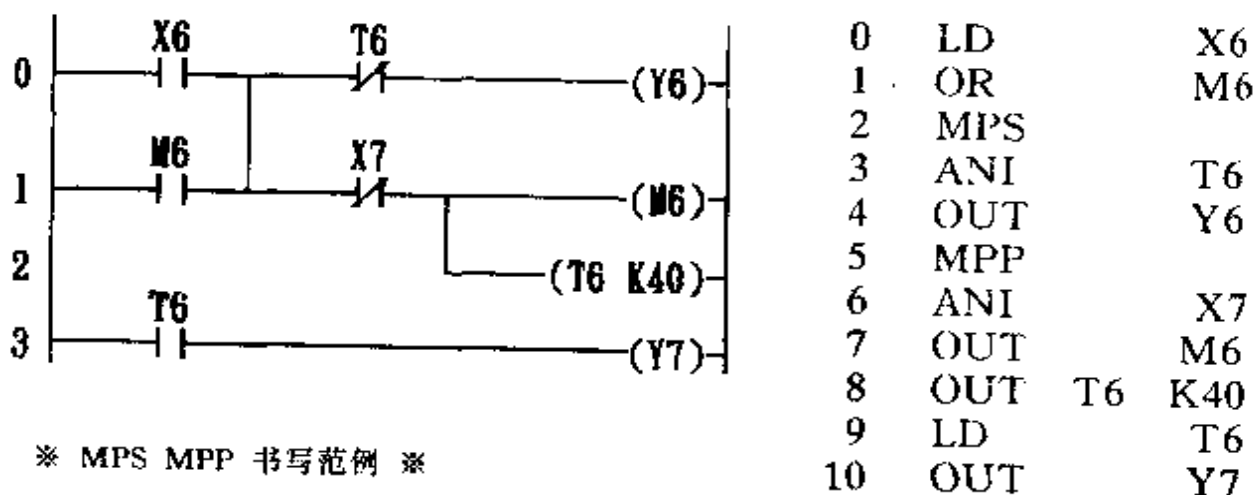 X6 T6
0 (Y6)
M6 X7
1 (M6)
2 (T6 K40)
T6
3 (Y7)
※ MPS MPP 书写范例 ※
0 LD X6
1 OR M6
2 MPS
3 ANI T6
4 OUT Y6
5 MPP
6 ANI X7
7 OUT M6
8 OUT T6 K40
9 LD T6
10 OUT Y7